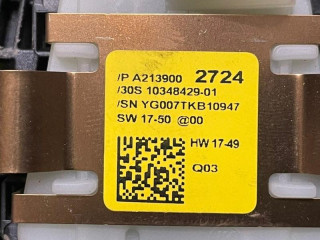 /P A213900 2724
/30S 10348429-01
/SN YG007TKB10947
SW 17-50 @00
HW 17-49
Q03